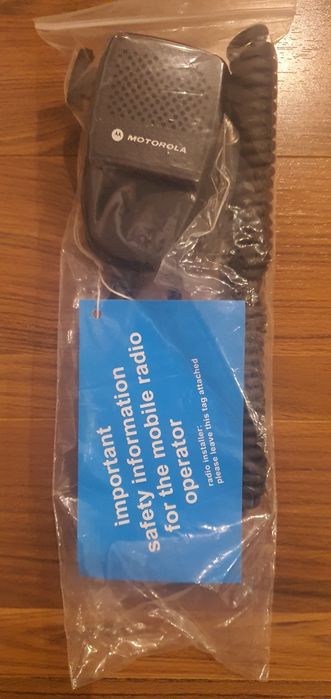 MOTOROLA
important
safety information
for the mobile radio
operator
radio installer:
please leave this tag attached